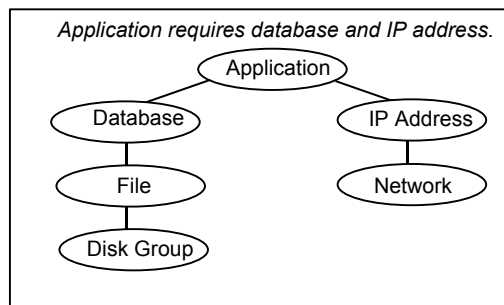 Application requires database and IP address.
Application
Database
IP Address
File
Network
Disk Group